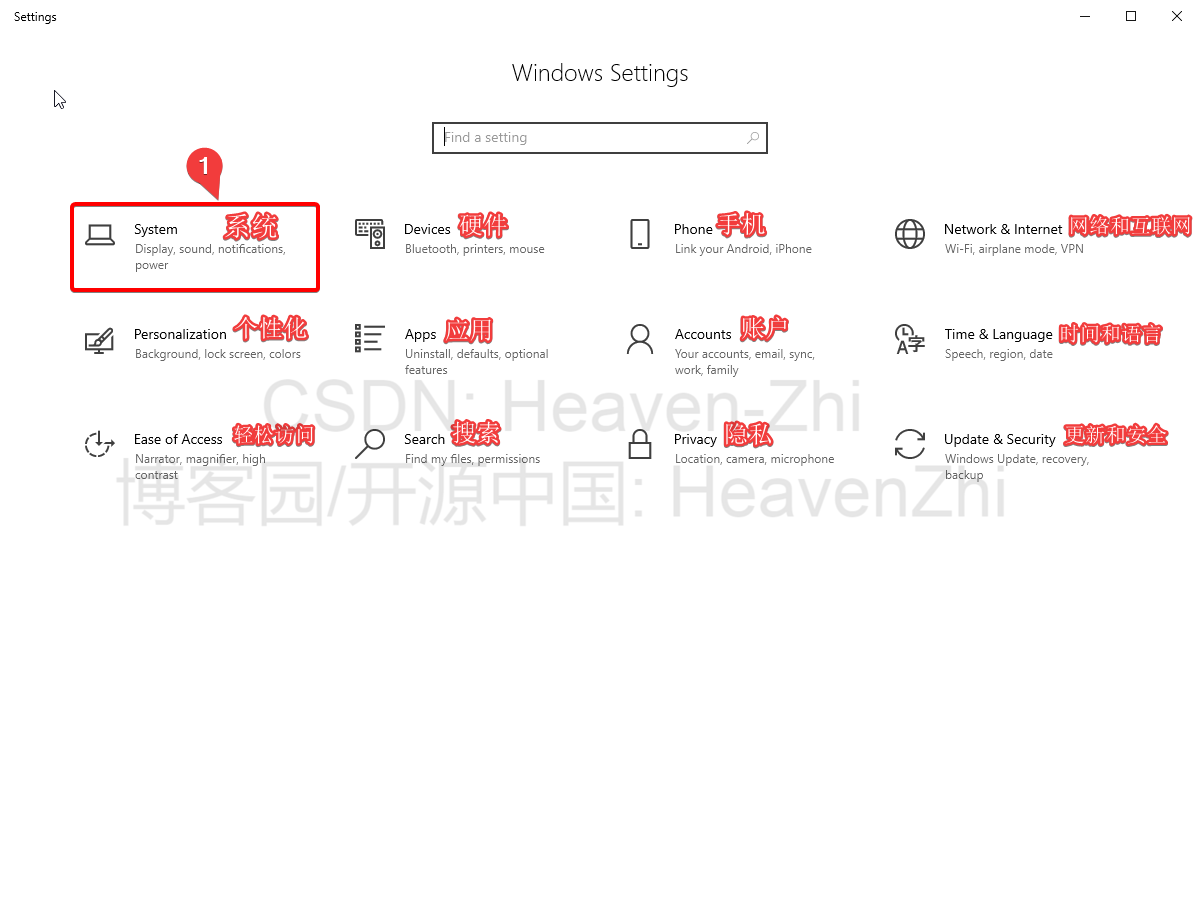 Settings
Windows Settings
Find a setting
1
System 系统
Display, sound, notifications,
power
Devices 硬件
Bluetooth, printers, mouse
Phone 手机
Link your Android, iPhone
Network & Internet 网络和互联网
Wi-Fi, airplane mode, VPN
Personalization 个性化
Background, lock screen, colors
Apps 应用
Uninstall, defaults, optional
features
Accounts 账户
Your accounts, email, sync,
work, family
Time & Language 时间和语言
Speech, region, date
Ease of Access 轻松访问
Narrator, magnifier, high
contrast
Search 搜索
Find my files, permissions
Privacy 隐私
Location, camera, microphone
Update & Security 更新和安全
Windows Update, recovery,
backup
CSDN: Heaven-Zhi
博客园/开源中国: HeavenZhi